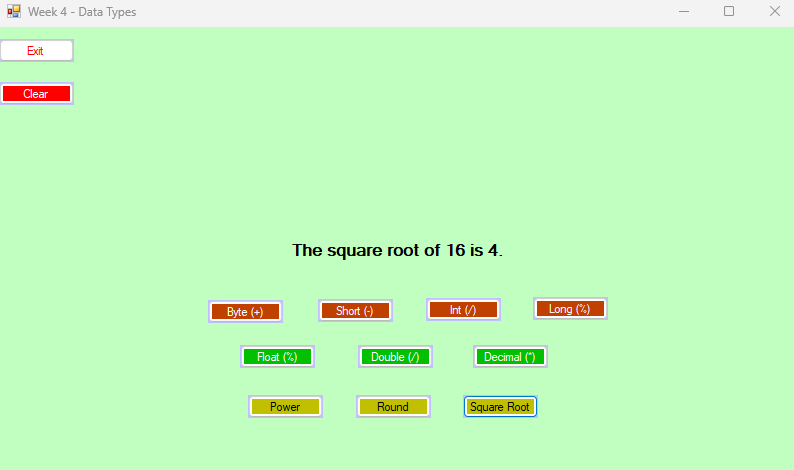 Week 4 - Data Types
Exit
Clear
The square root of 16 is 4.
Byte (+) Short (-) Int (/) Long (%)
Float (%) Double (/) Decimal (*)
Power Round Square Root